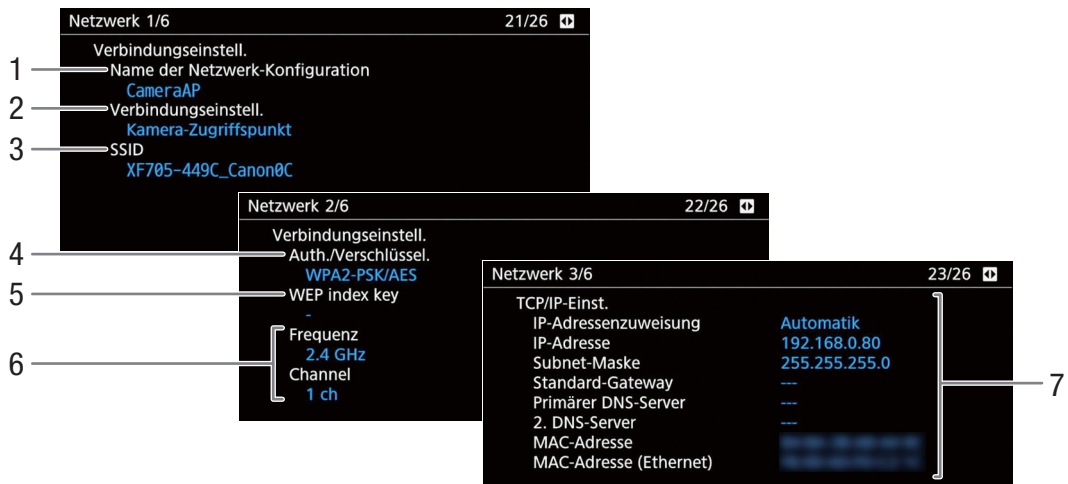 Netzwerk 1/6 21/26
Verbindungseinstell.
1 Name der Netzwerk-Konfiguration
CameraAP
2 Verbindungseinstell.
Kamera-Zugriffspunkt
3 SSID
XF705-449C_Canon0C
Netzwerk 2/6 22/26
Verbindungseinstell.
4 Auth./Verschlüssel.
WPA2-PSK/AES
5 WEP index key
-
6
Frequenz
2.4 GHz
Channel
1 ch
Netzwerk 3/6 23/26
TCP/IP-Einst.
IP-Adressenzuweisung Automatik
IP-Adresse 192.168.0.80
Subnet-Maske 255.255.255.0
Standard-Gateway ---
Primärer DNS-Server ---
2. DNS-Server ---
MAC-Adresse
MAC-Adresse (Ethernet)
7